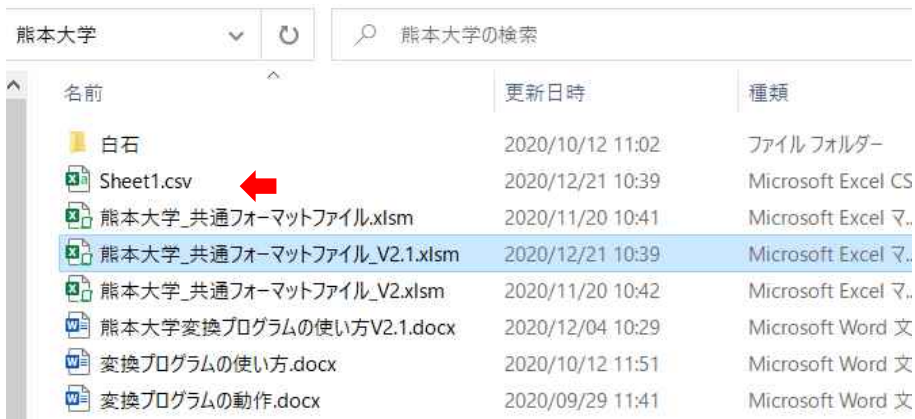 熊本大学 熊本大学の検索
名前 更新日時 種類
白石 2020/10/12 11:02 ファイル フォルダー
Sheet1.csv 2020/12/21 10:39 Microsoft Excel CS
熊本大学_共通フォーマットファイル.xlsm 2020/11/20 10:41 Microsoft Excel マ...
熊本大学_共通フォーマットファイル_V2.1.xlsm 2020/12/21 10:39 Microsoft Excel マ...
熊本大学_共通フォーマットファイル_V2.xlsm 2020/11/20 10:42 Microsoft Excel マ...
熊本大学変換プログラムの使い方V2.1.docx 2020/12/04 10:29 Microsoft Word 文
変換プログラムの使い方.docx 2020/10/12 11:51 Microsoft Word 文
変換プログラムの動作.docx 2020/09/29 11:41 Microsoft Word 文